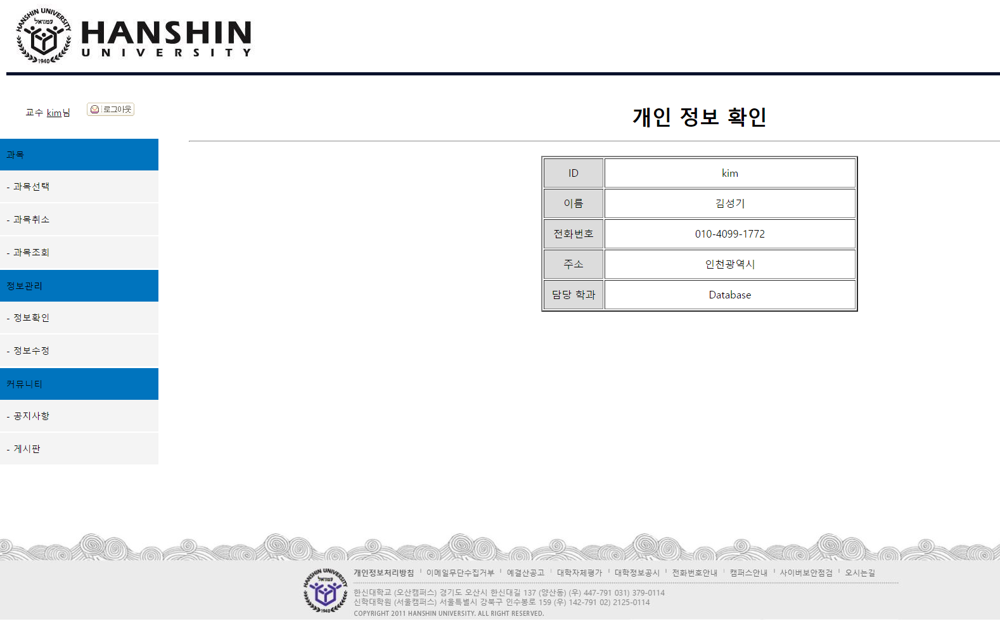 HANSHIN UNIVERSITY
עמנואל
HANSHIN
UNIVERSITY
1940
교수 kim님
로그아웃
개인 정보 확인
과목
- 과목선택
- 과목취소
- 과목조회
정보관리
- 정보확인
- 정보수정
커뮤니티
- 공지사항
- 게시판
ID kim
이름 김성기
전화번호 010-4099-1772
주소 인천광역시
담당 학과 Database
HANSHIN UNIVERSITY
עמנואל
1940
개인정보처리방침 이메일무단수집거부 예결산공고 대학자체평가 대학정보공시 전화번호안내 캠퍼스안내 사이버보안점검 오시는길
한신대학교 (오산캠퍼스) 경기도 오산시 한신대길 137 (양산동) (우) 447-791 031) 379-0114
신학대학원 (서울캠퍼스) 서울특별시 강북구 인수봉로 159 (우) 142-791 02) 2125-0114
COPYRIGHT 2011 HANSHIN UNIVERSITY. ALL RIGHT RESERVED.